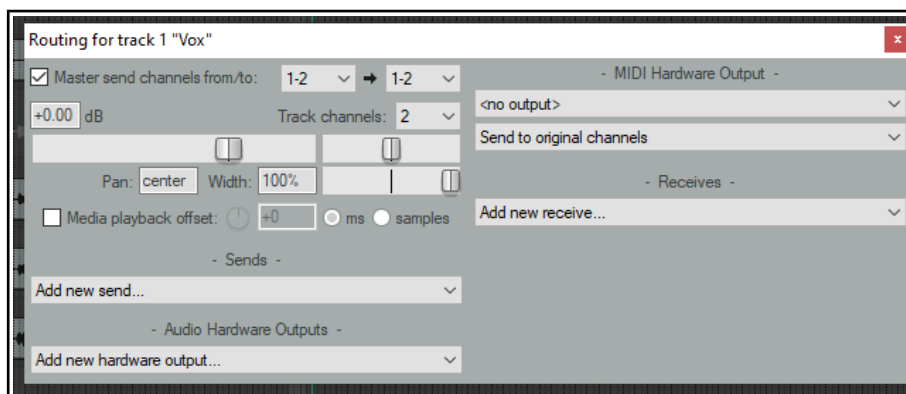 Routing for track 1 "Vox"
x
Master send channels from/to: 1-2 1-2
+0.00 dB Track channels: 2
Pan: center Width: 100%
Media playback offset: +0 ms samples
- Sends -
Add new send...
- Audio Hardware Outputs -
Add new hardware output...
- MIDI Hardware Output -
<no output>
Send to original channels
- Receives -
Add new receive...